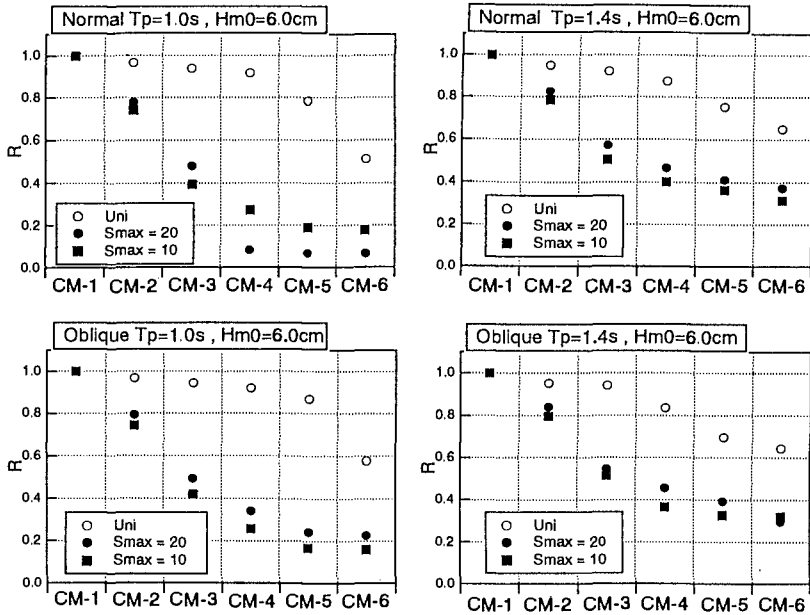 Normal Tp=1.0s , Hm0=6.0cm
R
1.0
0.8
0.6
0.4
0.2
0.0
Uni
Smax = 20
Smax = 10
CM-1 CM-2 CM-3 CM-4 CM-5 CM-6
Normal Tp=1.4s , Hm0=6.0cm
R
1.0
0.8
0.6
0.4
0.2
0.0
Uni
Smax = 20
Smax = 10
CM-1 CM-2 CM-3 CM-4 CM-5 CM-6
Oblique Tp=1.0s , Hm0=6.0cm
R
1.0
0.8
0.6
0.4
0.2
0.0
Uni
Smax = 20
Smax = 10
CM-1 CM-2 CM-3 CM-4 CM-5 CM-6
Oblique Tp=1.4s , Hm0=6.0cm
R
1.0
0.8
0.6
0.4
0.2
0.0
Uni
Smax = 20
Smax = 10
CM-1 CM-2 CM-3 CM-4 CM-5 CM-6